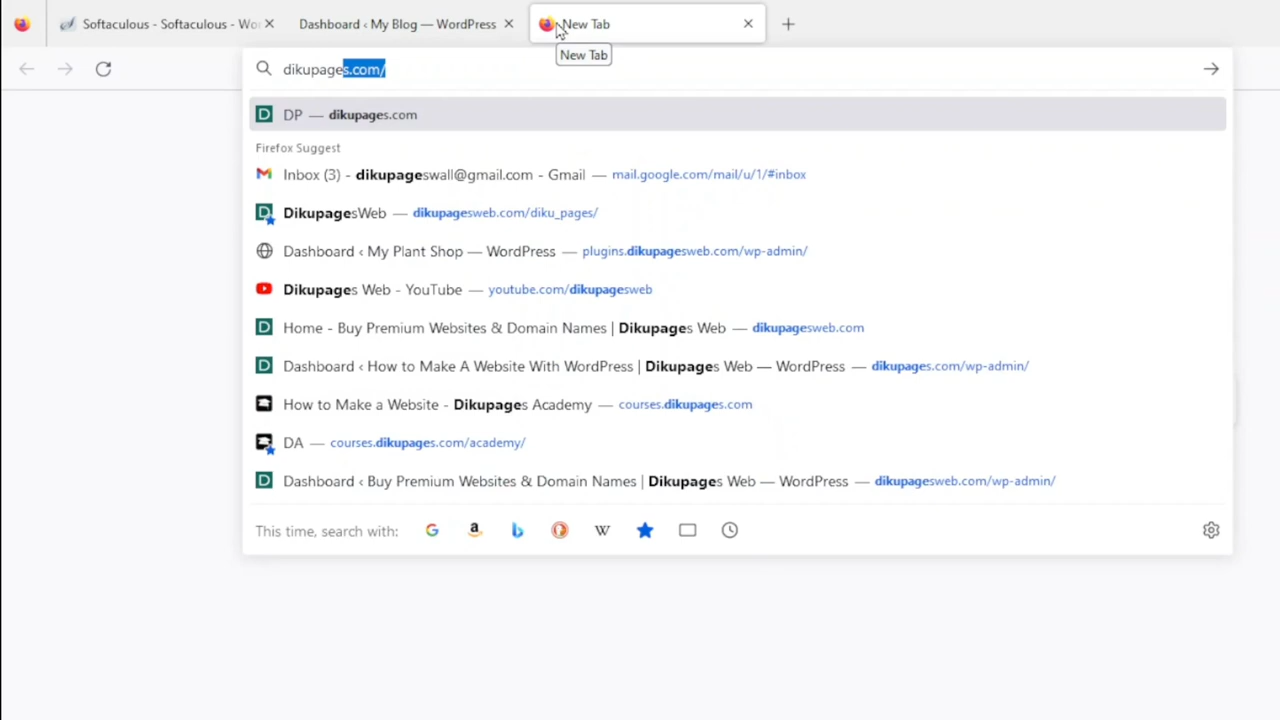 Softaculous - Softaculous - Wo
Dashboard ‹ My Blog — WordPress
New Tab
New Tab
dikupages.com/
DP — dikupages.com
Firefox Suggest
Inbox (3) - dikupageswall@gmail.com - Gmail — mail.google.com/mail/u/1/#inbox
DikupagesWeb — dikupagesweb.com/diku_pages/
Dashboard ‹ My Plant Shop — WordPress — plugins.dikupagesweb.com/wp-admin/
Dikupages Web - YouTube — youtube.com/dikupagesweb
Home - Buy Premium Websites & Domain Names | Dikupages Web — dikupagesweb.com
Dashboard ‹ How to Make A Website With WordPress | Dikupages Web — WordPress — dikupages.com/wp-admin/
How to Make a Website - Dikupages Academy — courses.dikupages.com
DA — courses.dikupages.com/academy/
Dashboard ‹ Buy Premium Websites & Domain Names | Dikupages Web — WordPress — dikupagesweb.com/wp-admin/
This time, search with: